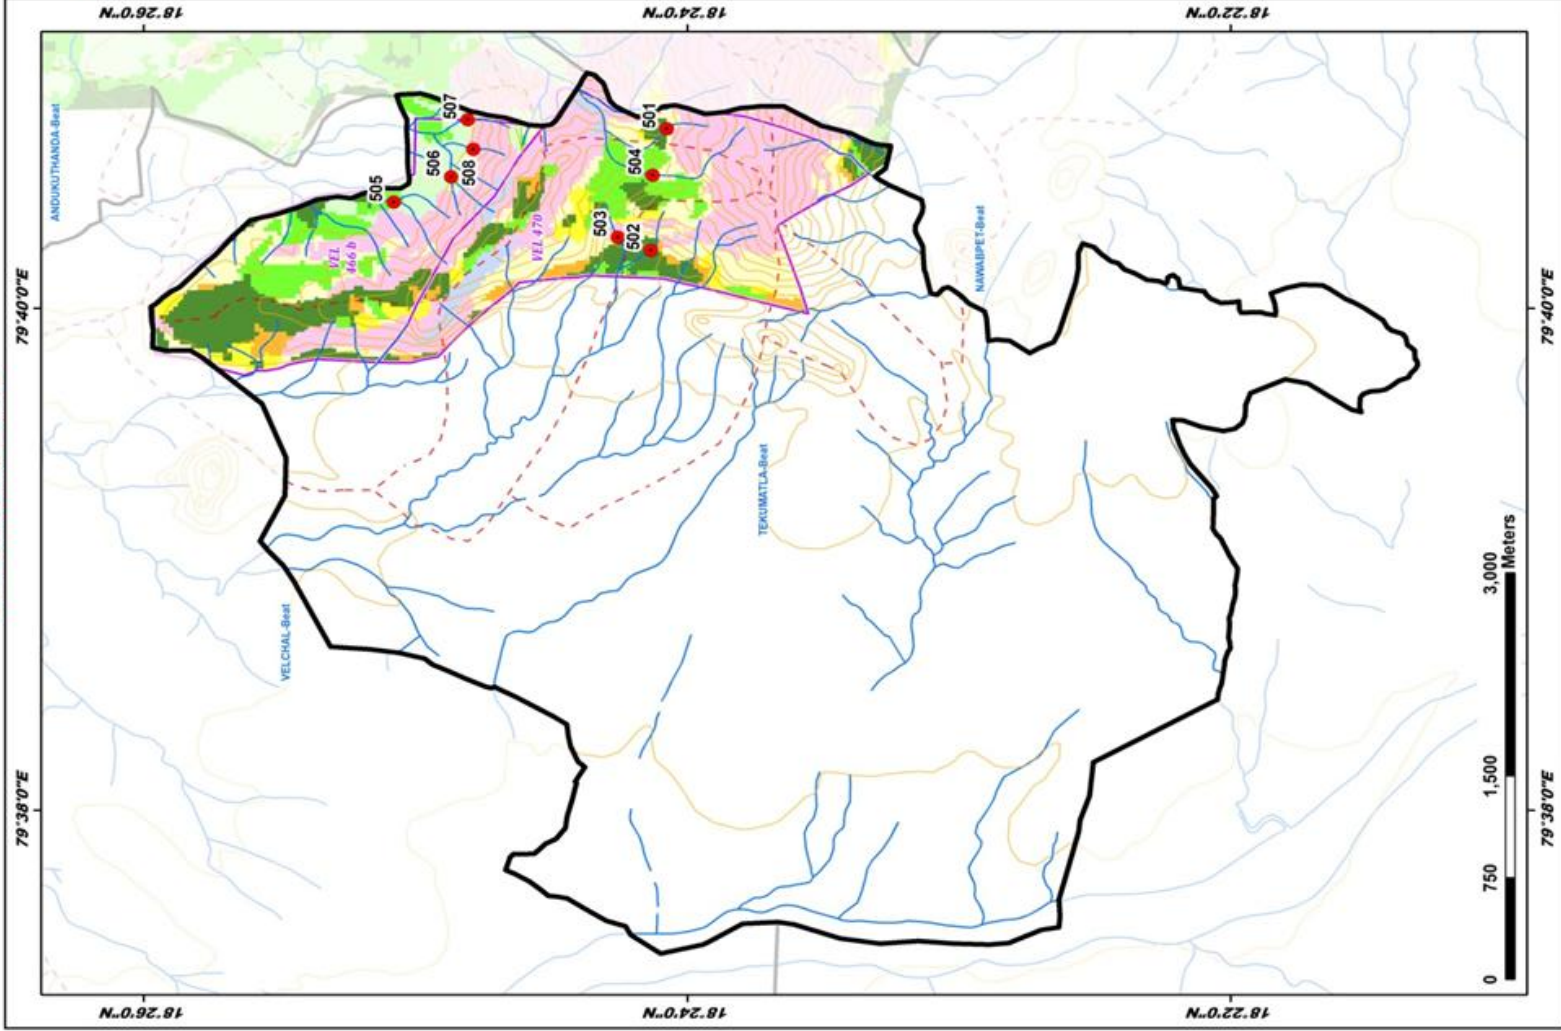 18°26'0"N
18°24'0"N
18°22'0"N
ANDUKUTHANDA-Beat
507
501
506
508
504
505
503
502
VEL
466 b
VEL 470
NAWABPET-Beat
79°40'0"E
79°40'0"E
TEKUMATLA-Beat
VELCHAL-Beat
79°38'0"E
79°38'0"E
0
750
1,500
3,000
Meters
18°26'0"N
18°24'0"N
18°22'0"N